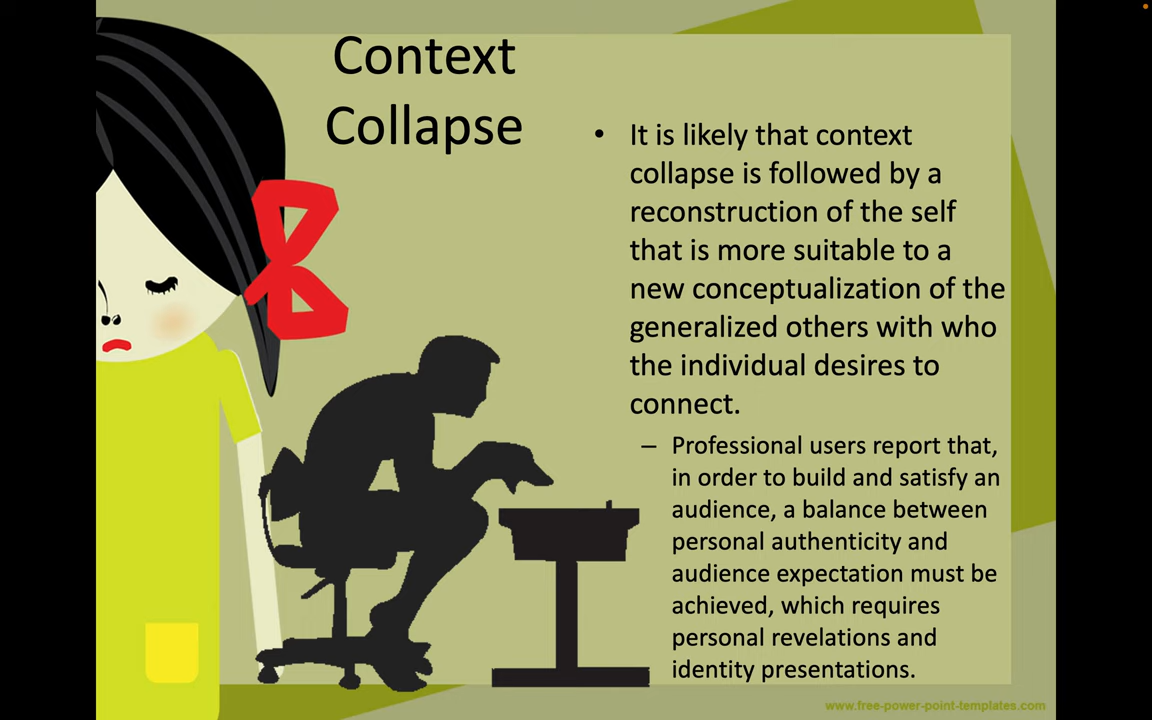 Context
Collapse
• It is likely that context
collapse is followed by a
reconstruction of the self
that is more suitable to a
new conceptualization of the
generalized others with who
the individual desires to
connect.
– Professional users report that,
in order to build and satisfy an
audience, a balance between
personal authenticity and
audience expectation must be
achieved, which requires
personal revelations and
identity presentations.
www.free-power-point-templates.com